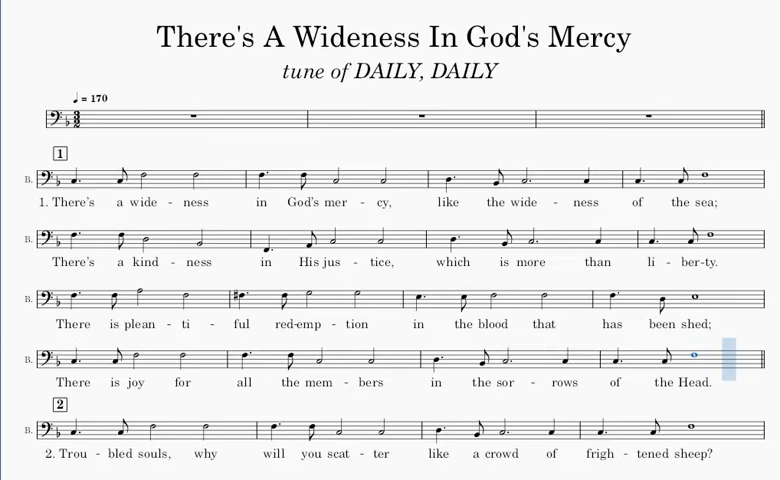 There's A Wideness In God's Mercy
tune of DAILY, DAILY
= 170
3 2
1
B.
1. There's a wide - ness in God's mer - cy, like the wide - ness of the sea;
B.
There's a kind - ness in His jus - tice, which is more than li - ber-ty.
B.
There is plean - ti - ful red-emp - tion in the blood that has been shed;
B.
There is joy for all the mem - bers in the sor - rows of the Head.
2
B.
2. Trou - bled souls, why will you scat - ter like a crowd of frigh - tened sheep?